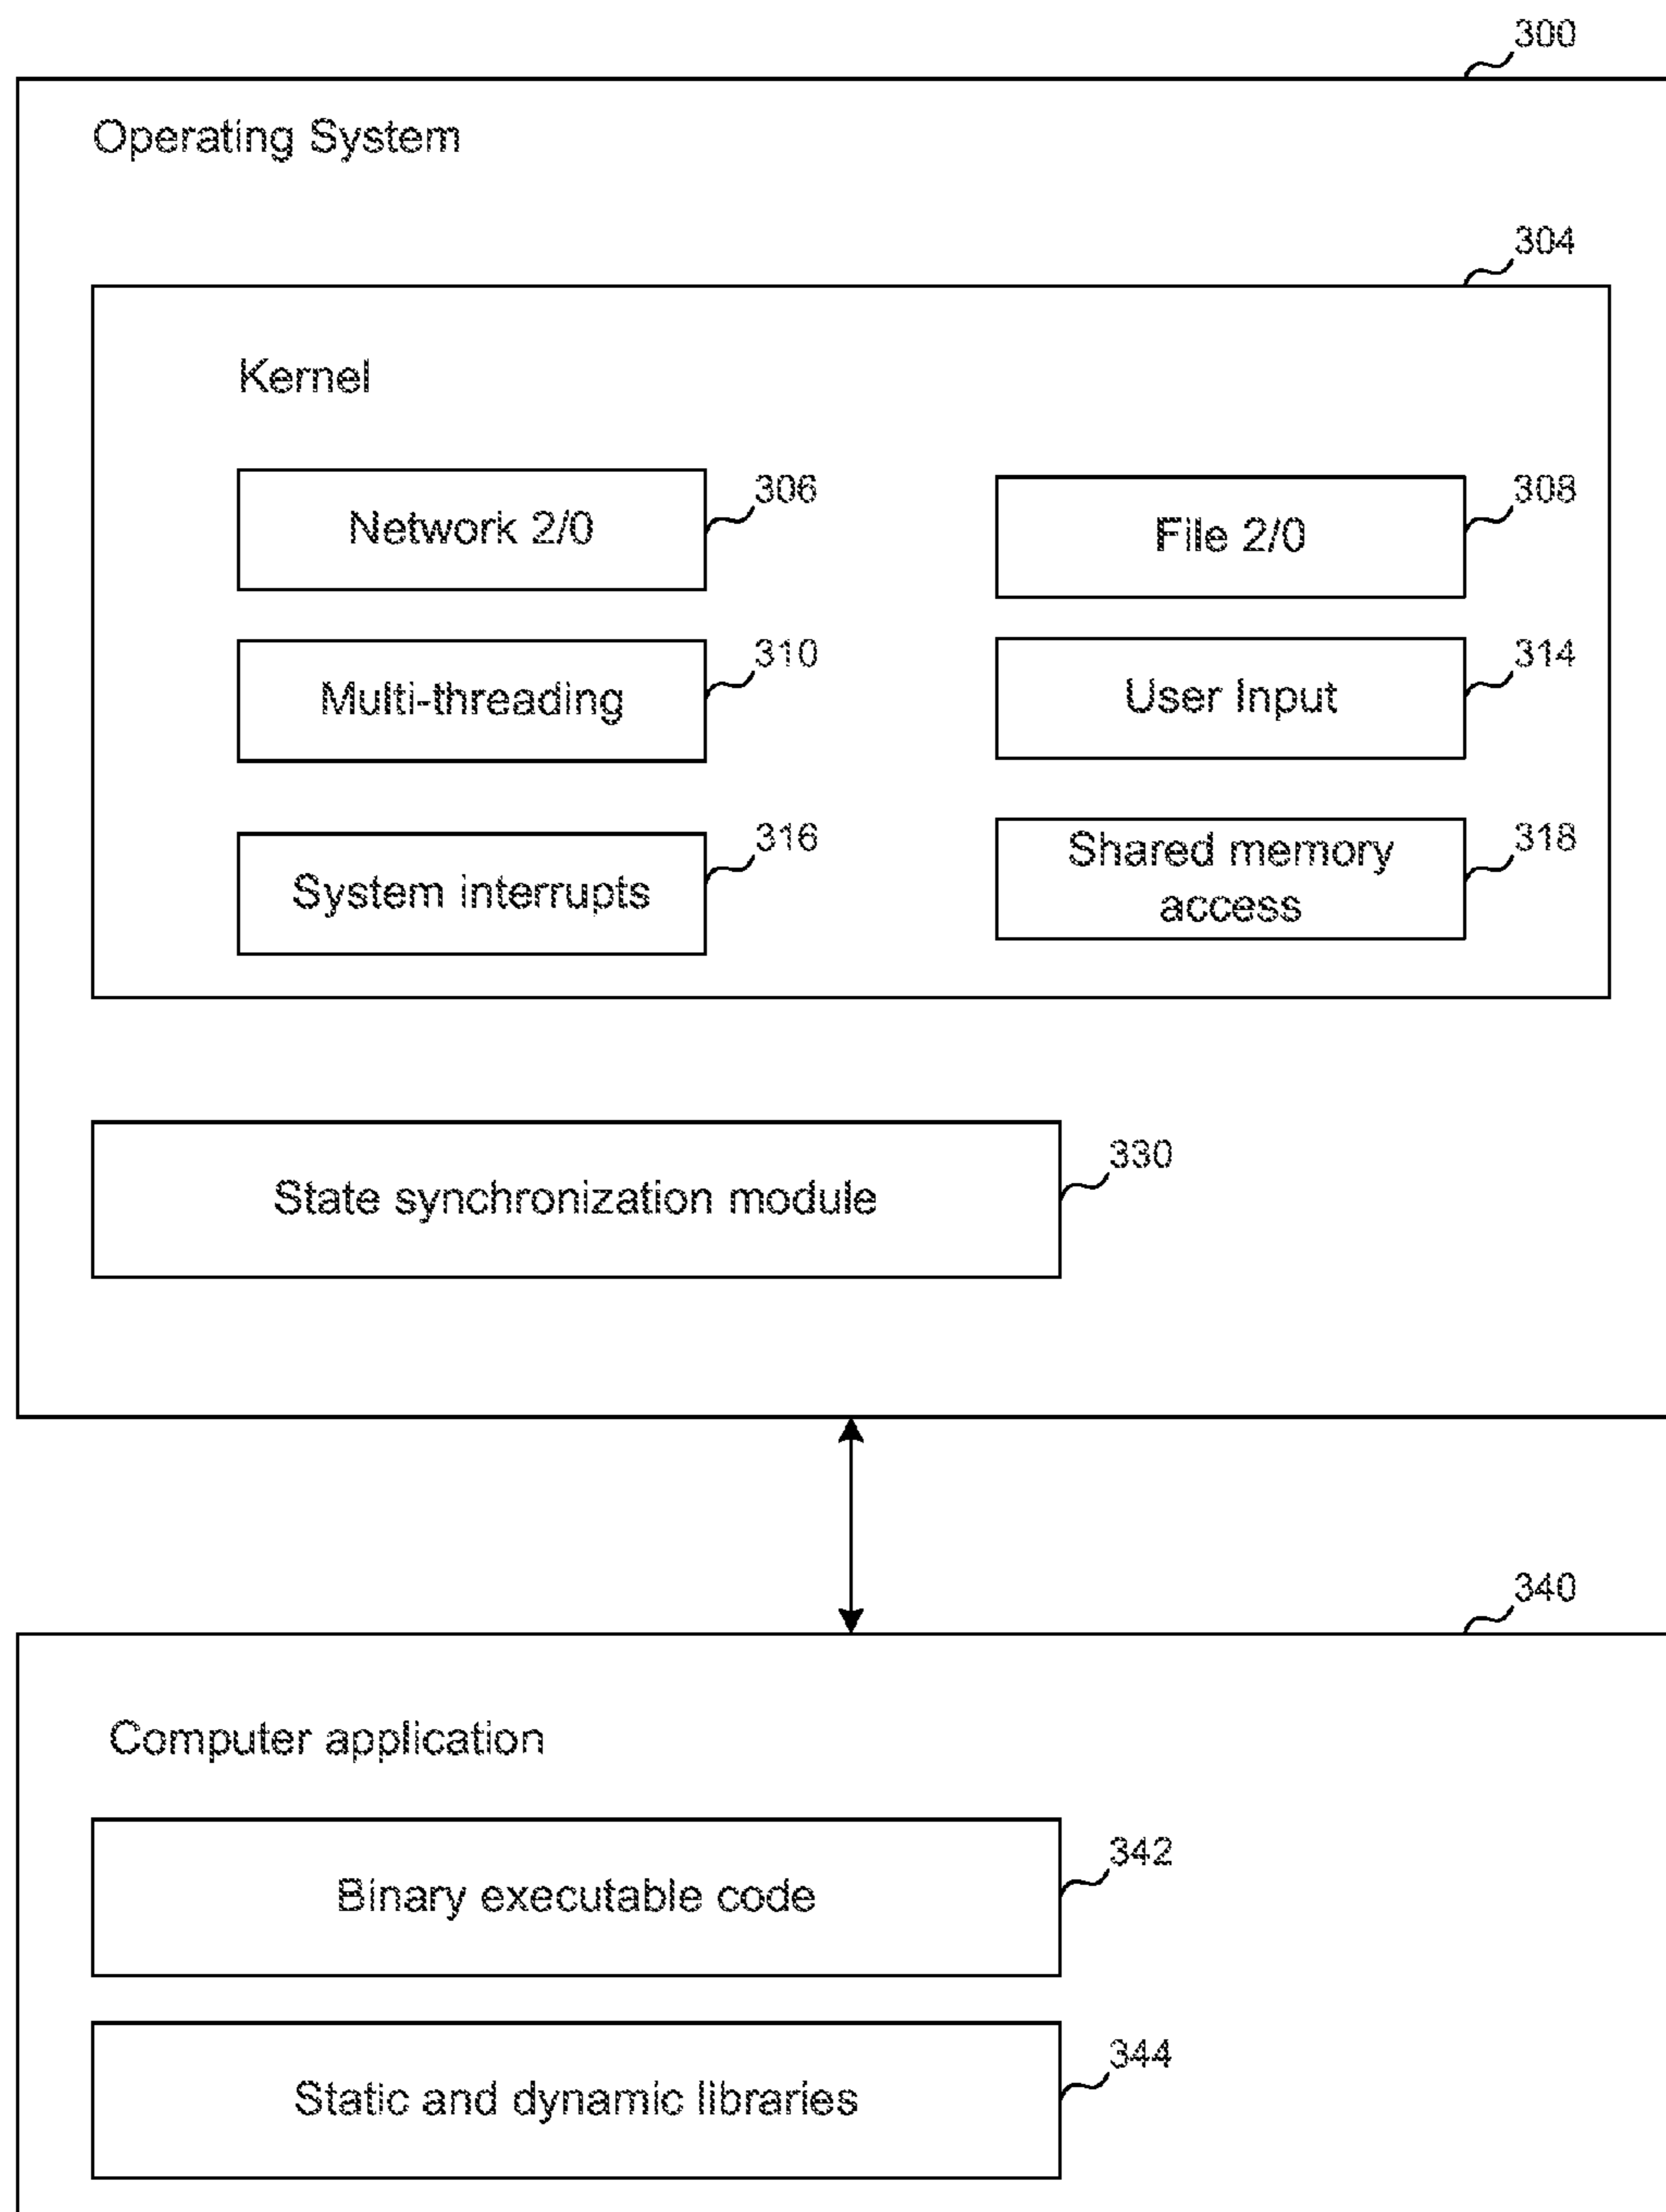 300
Operating System
304
Kernel
Network 2/0
306
File 2/0
308
Multi-threading
310
User Input
314
System interrupts
316
Shared memory
access
318
State synchronization module
330
340
Computer application
Binary executable code
342
Static and dynamic libraries
344